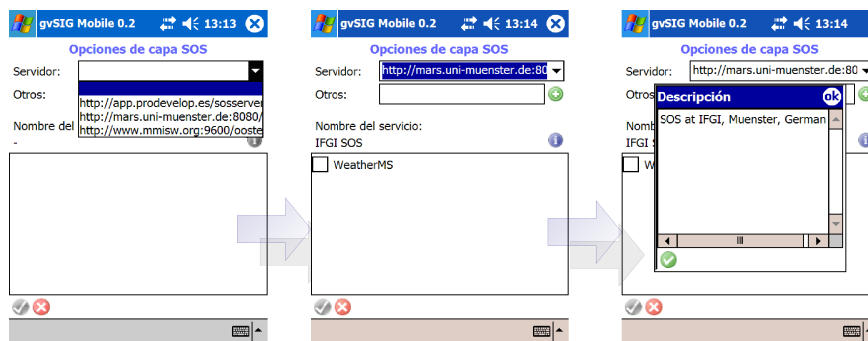 gvSIG Mobile 0.2 13:13
Opciones de capa SOS
Servidor:
Otros:
http://app.prodevelop.es/sosserver
http://mars.uni-muenster.de:8080/
http://www.mmisw.org:9600/ooste
Nombre del
-
gvSIG Mobile 0.2 13:14
Opciones de capa SOS
Servidor: http://mars.uni-muenster.de:80
Otros:
Nombre del servicio:
IFGI SOS
WeatherMS
gvSIG Mobile 0.2 13:14
Opciones de capa SOS
Servidor: http://mars.uni-muenster.de:80
Otros
Descripción ok
SOS at IFGI, Muenster, German
Nomb
IFGI
W